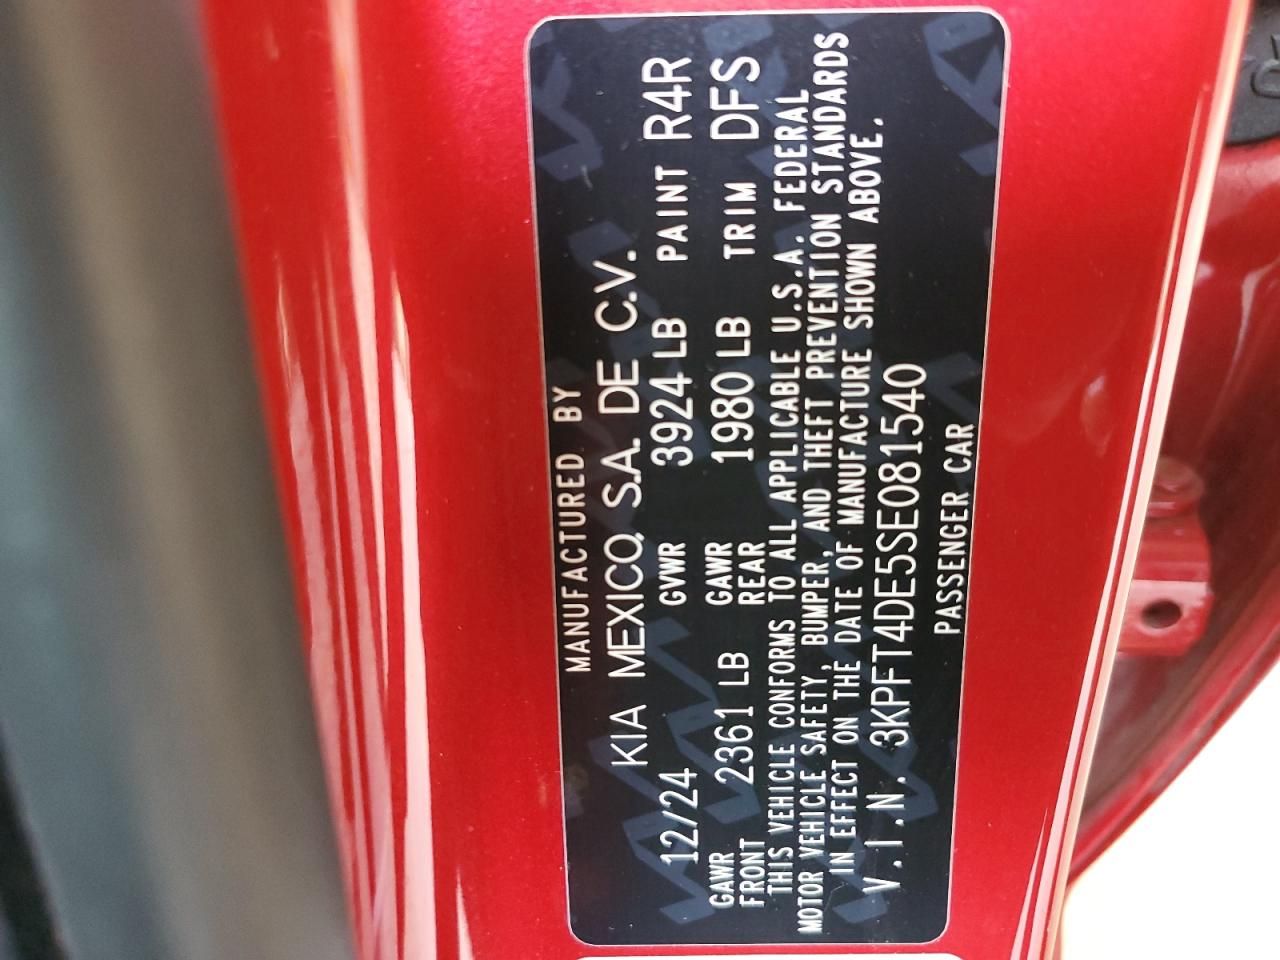 MANUFACTURED BY
KIA MEXICO, S.A. DE C.V.
12/24 GVWR 3924 LB PAINT R4R
GAWR FRONT 2361 LB GAWR REAR 1980 LB TRIM DFS
THIS VEHICLE CONFORMS TO ALL APPLICABLE U.S.A. FEDERAL
MOTOR VEHICLE SAFETY, BUMPER, AND THEFT PREVENTION STANDARDS
IN EFFECT ON THE DATE OF MANUFACTURE SHOWN ABOVE.
V.I.N. 3KPFT4DE5SE081540
PASSENGER CAR